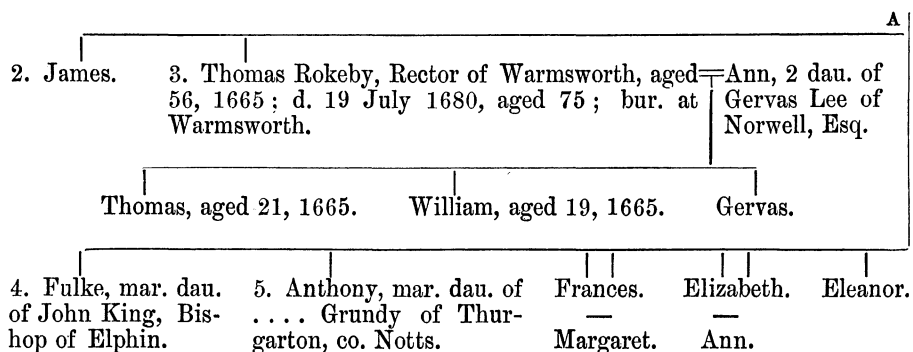 A
2. James. 3. Thomas Rokeby, Rector of Warmsworth, aged Ann, 2 dau. of
56, 1665 ; d. 19 July 1680, aged 75 ; bur. at Gervas Lee of
Warmsworth. Norwell, Esq.
Thomas, aged 21, 1665. William, aged 19, 1665. Gervas.
4. Fulke, mar. dau. 5. Anthony, mar. dau. of Frances. Elizabeth. Eleanor.
of John King, Bis- .... Grundy of Thur- — —
hop of Elphin. garton, co. Notts. Margaret. Ann.